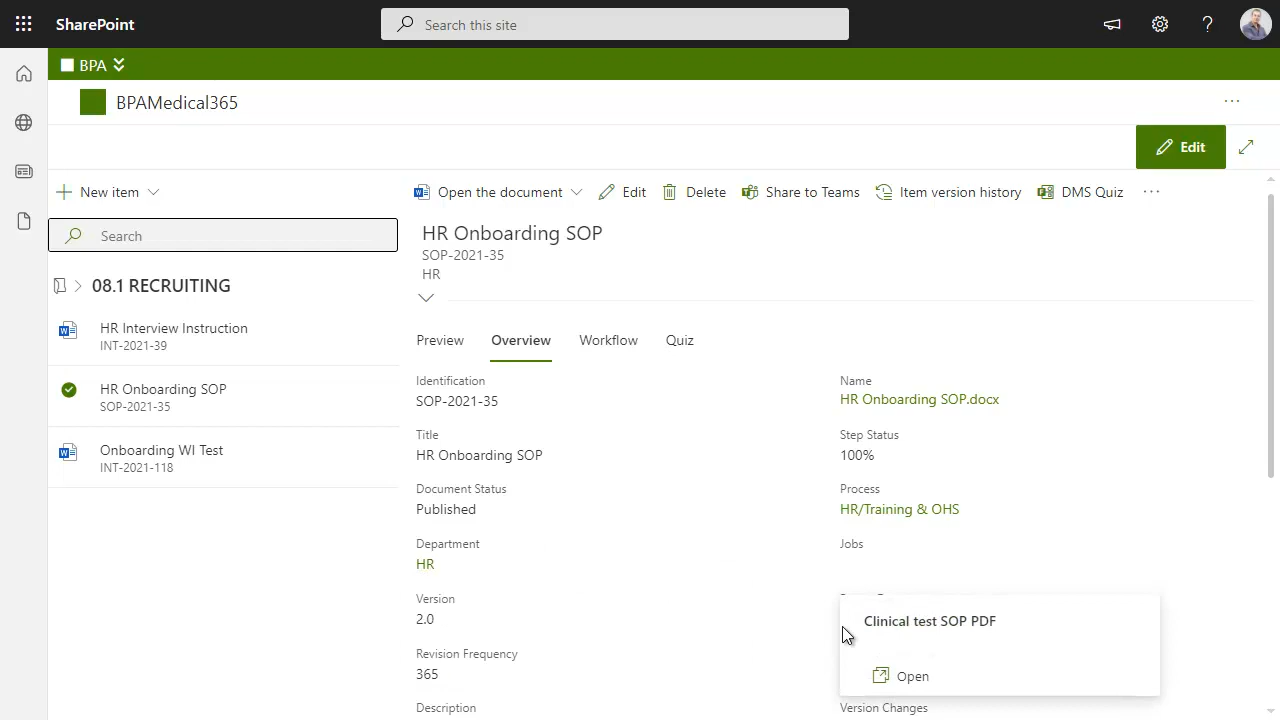 SharePoint
Search this site
BPA
BPAMedical365
Edit
New item
Open the document
Edit
Delete
Share to Teams
Item version history
DMS Quiz
Search
HR Onboarding SOP
SOP-2021-35
HR
08.1 RECRUITING
HR Interview Instruction
INT-2021-39
HR Onboarding SOP
SOP-2021-35
Onboarding WI Test
INT-2021-118
Preview
Overview
Workflow
Quiz
Identification
SOP-2021-35
Name
HR Onboarding SOP.docx
Title
HR Onboarding SOP
Step Status
100%
Document Status
Published
Process
HR/Training & OHS
Department
HR
Jobs
Version
2.0
Clinical test SOP PDF
Open
Revision Frequency
365
Description
Version Changes